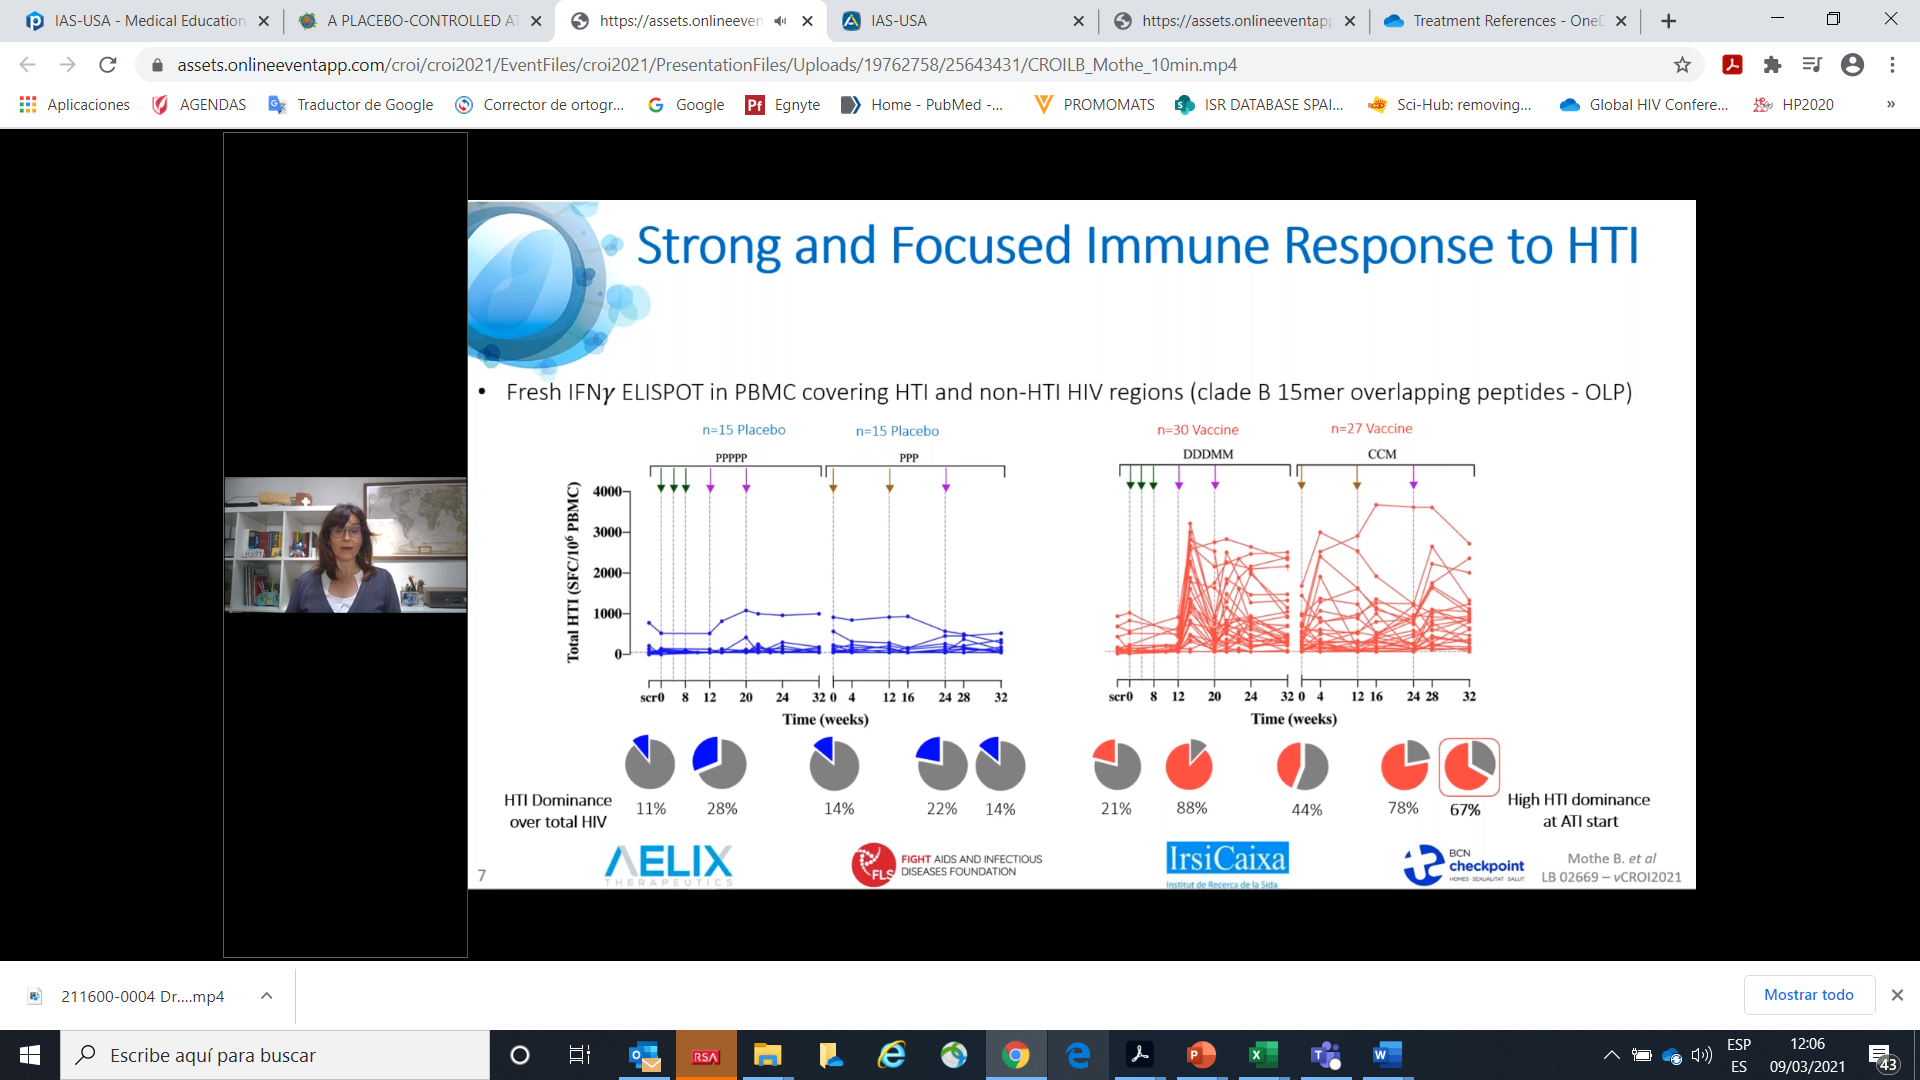 IAS-USA - Medical Education
A PLACEBO-CONTROLLED AT
https://assets.onlineeven
IAS-USA
https://assets.onlineeventapp
Treatment References - OneD
assets.onlineeventapp.com/croi/croi2021/EventFiles/croi2021/PresentationFiles/Uploads/19762758/25643431/CROILB_Mothe_10min.mp4
Aplicaciones
AGENDAS
Traductor de Google
Corrector de ortogr...
Google
Egnyte
Home - PubMed -...
PROMOMATS
ISR DATABASE SPAI...
Sci-Hub: removing...
Global HIV Confere...
HP2020
»
Strong and Focused Immune Response to HTI
• Fresh IFNγ ELISPOT in PBMC covering HTI and non-HTI HIV regions (clade B 15mer overlapping peptides - OLP)
n=15 Placebo
n=15 Placebo
n=30 Vaccine
n=27 Vaccine
PPPPP
PPP
DDDMM
CCM
Total HTI (SFC/10⁶ PBMC)
4000
3000
2000
1000
0
scr0 8 12 20 24 32 0 4 12 16 24 28 32
scr0 8 12 20 24 32 0 4 12 16 24 28 32
Time (weeks)
Time (weeks)
HTI Dominance
over total HIV
11% 28% 14% 22% 14%
21% 88% 44% 78% 67%
High HTI dominance
at ATI start
7
AELIX
THERAPEUTICS
FLS
FIGHT AIDS AND INFECTIOUS
DISEASES FOUNDATION
IrsiCaixa
Institut de Recerca de la Sida
BCN
checkpoint
HOMES · SEXUALITAT · SALUT
Mothe B. et al
LB 02669 – vCROI2021
211600-0004 Dr....mp4
Mostrar todo
Escribe aquí para buscar
RSA
ESP
ES
12:06
09/03/2021
43